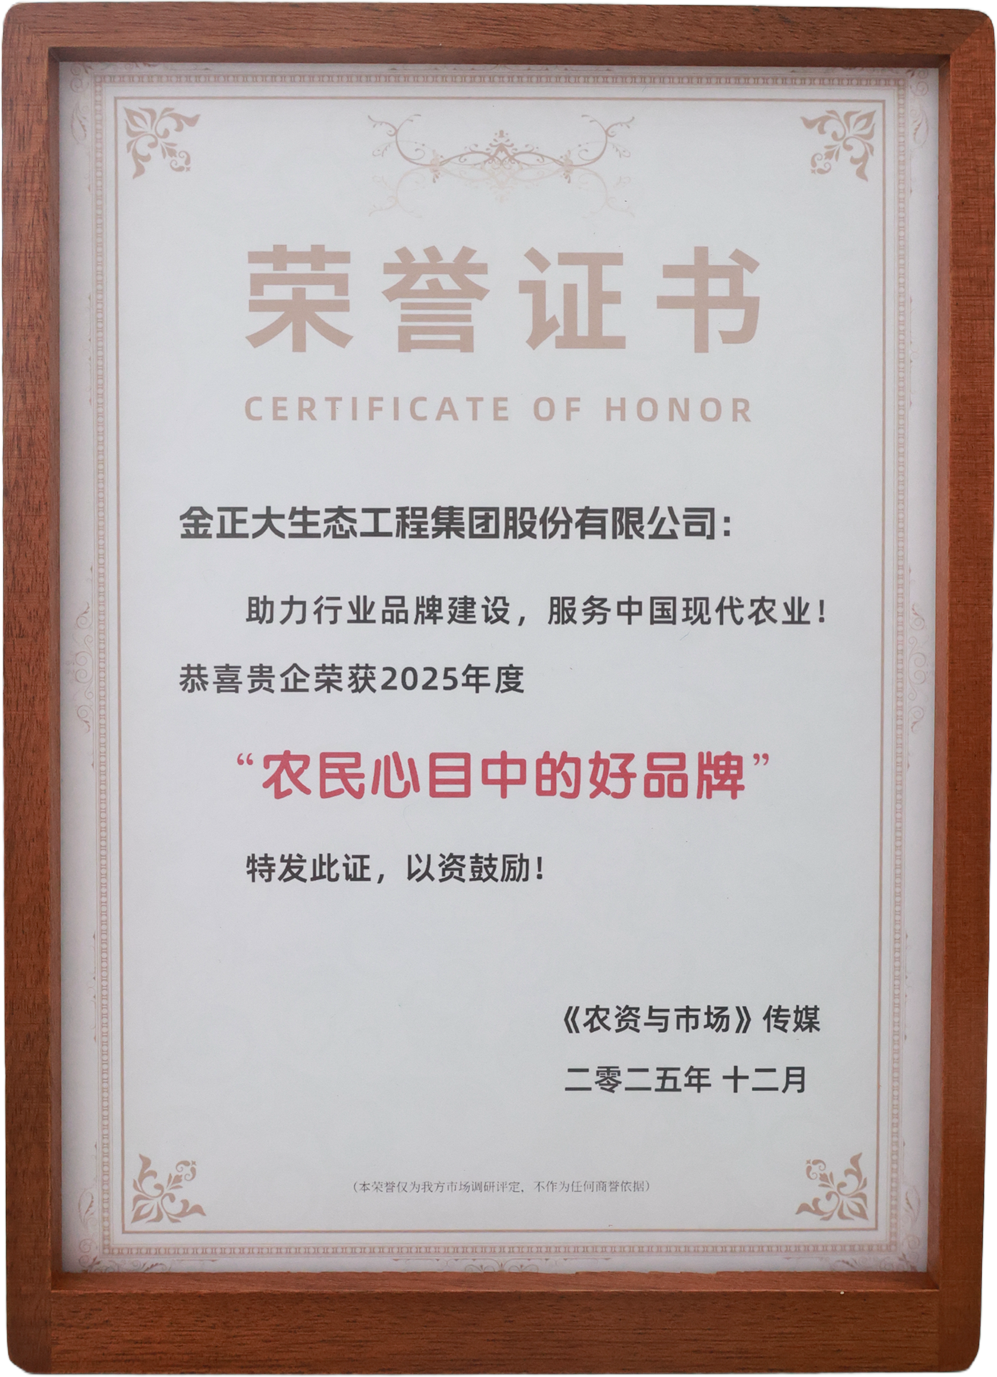 荣誉证书
CERTIFICATE OF HONOR
金正大生态工程集团股份有限公司：
助力行业品牌建设，服务中国现代农业！
恭喜贵企荣获2025年度
“农民心目中的好品牌”
特发此证，以资鼓励！
《农资与市场》传媒
二零二五年 十二月
（本荣誉仅为我方市场调研评定，不作为任何商誉依据）